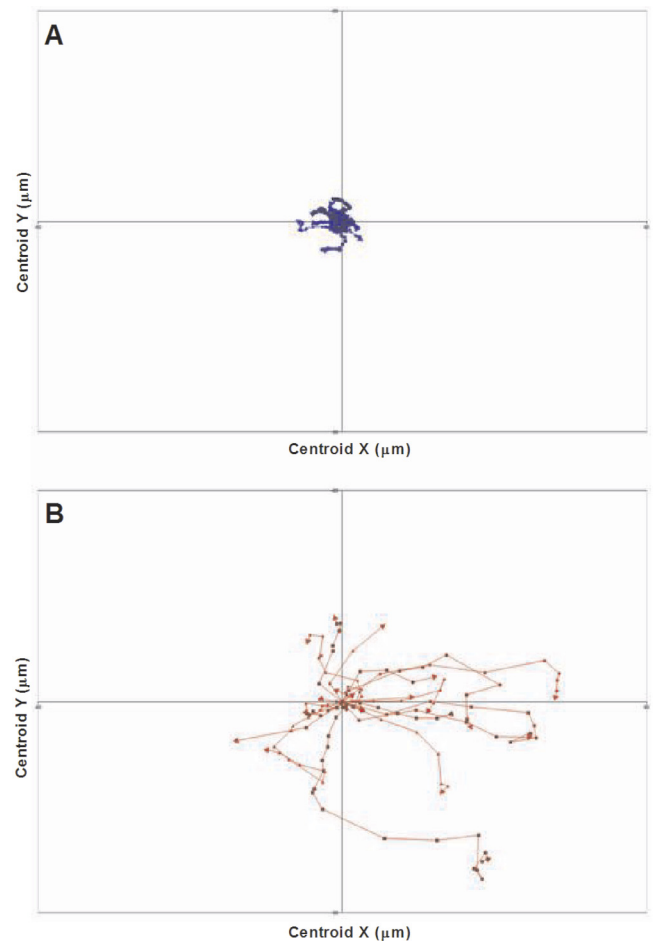 A
Centroid Y (μm)
Centroid X (μm)
B
Centroid Y (μm)
Centroid X (μm)